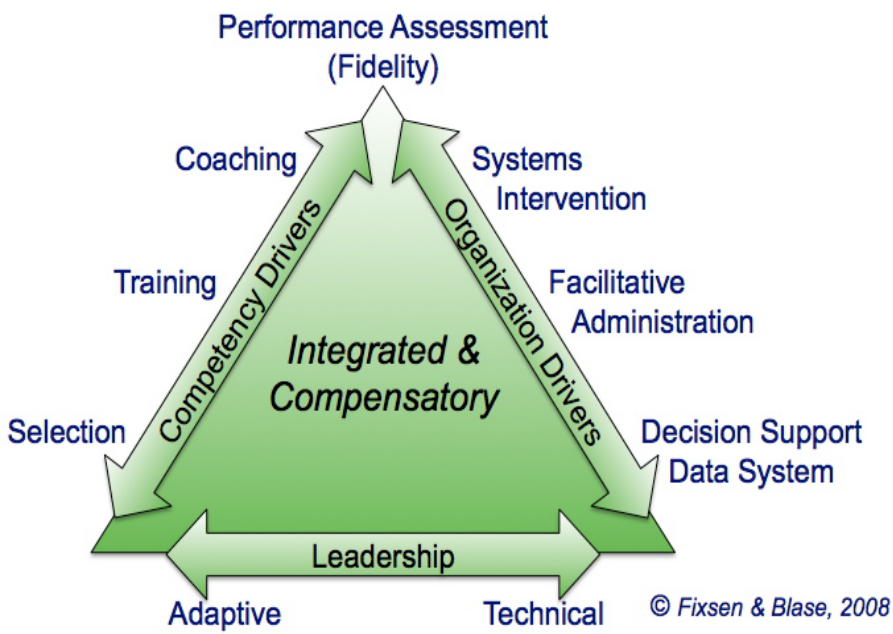 Performance Assessment
(Fidelity)
Coaching
Systems
Intervention
Training
Competency Drivers
Organization Drivers
Facilitative
Administration
Integrated &
Compensatory
Selection
Decision Support
Data System
Leadership
Adaptive
Technical
© Fixsen & Blase, 2008